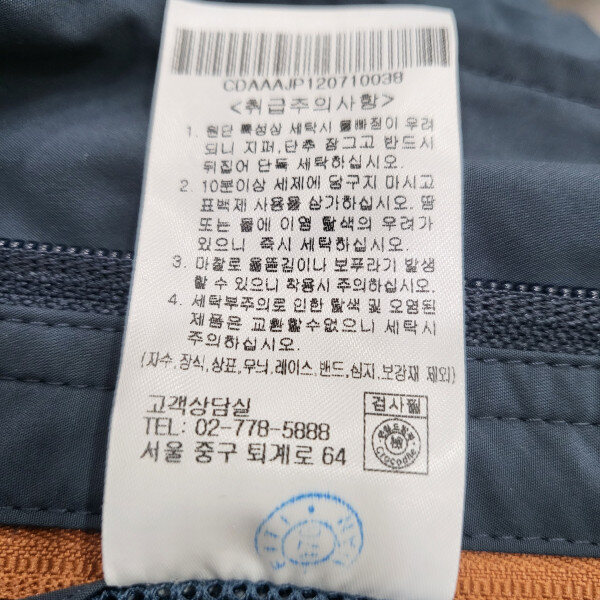 CDAAAJP120710038
<취급주의사항>
1. 원단 특성상 세탁시 물빠짐이 우려
되니 지퍼,단추 잠그고 반드시
뒤집어 단독 세탁하십시오.
2. 10분이상 세제에 담구지 마시고
표백제 사용을 삼가하십시오. 땀
또는 물에 이염 탈색의 우려가
있으니 즉시 세탁하십시오.
3. 마찰로 올뜯김이나 보푸라기 발생
할 수 있으니 착용시 주의하십시오.
4. 세탁부주의로 인한 탈색 및 오염된
제품은 교환할수없으니 세탁시
주의하십시오.
(자수,장식,상표,무늬,레이스,밴드,심지,보강재 제외)
고객상담실
TEL: 02-778-5888
서울 중구 퇴계로 64
검사필
Crocodile